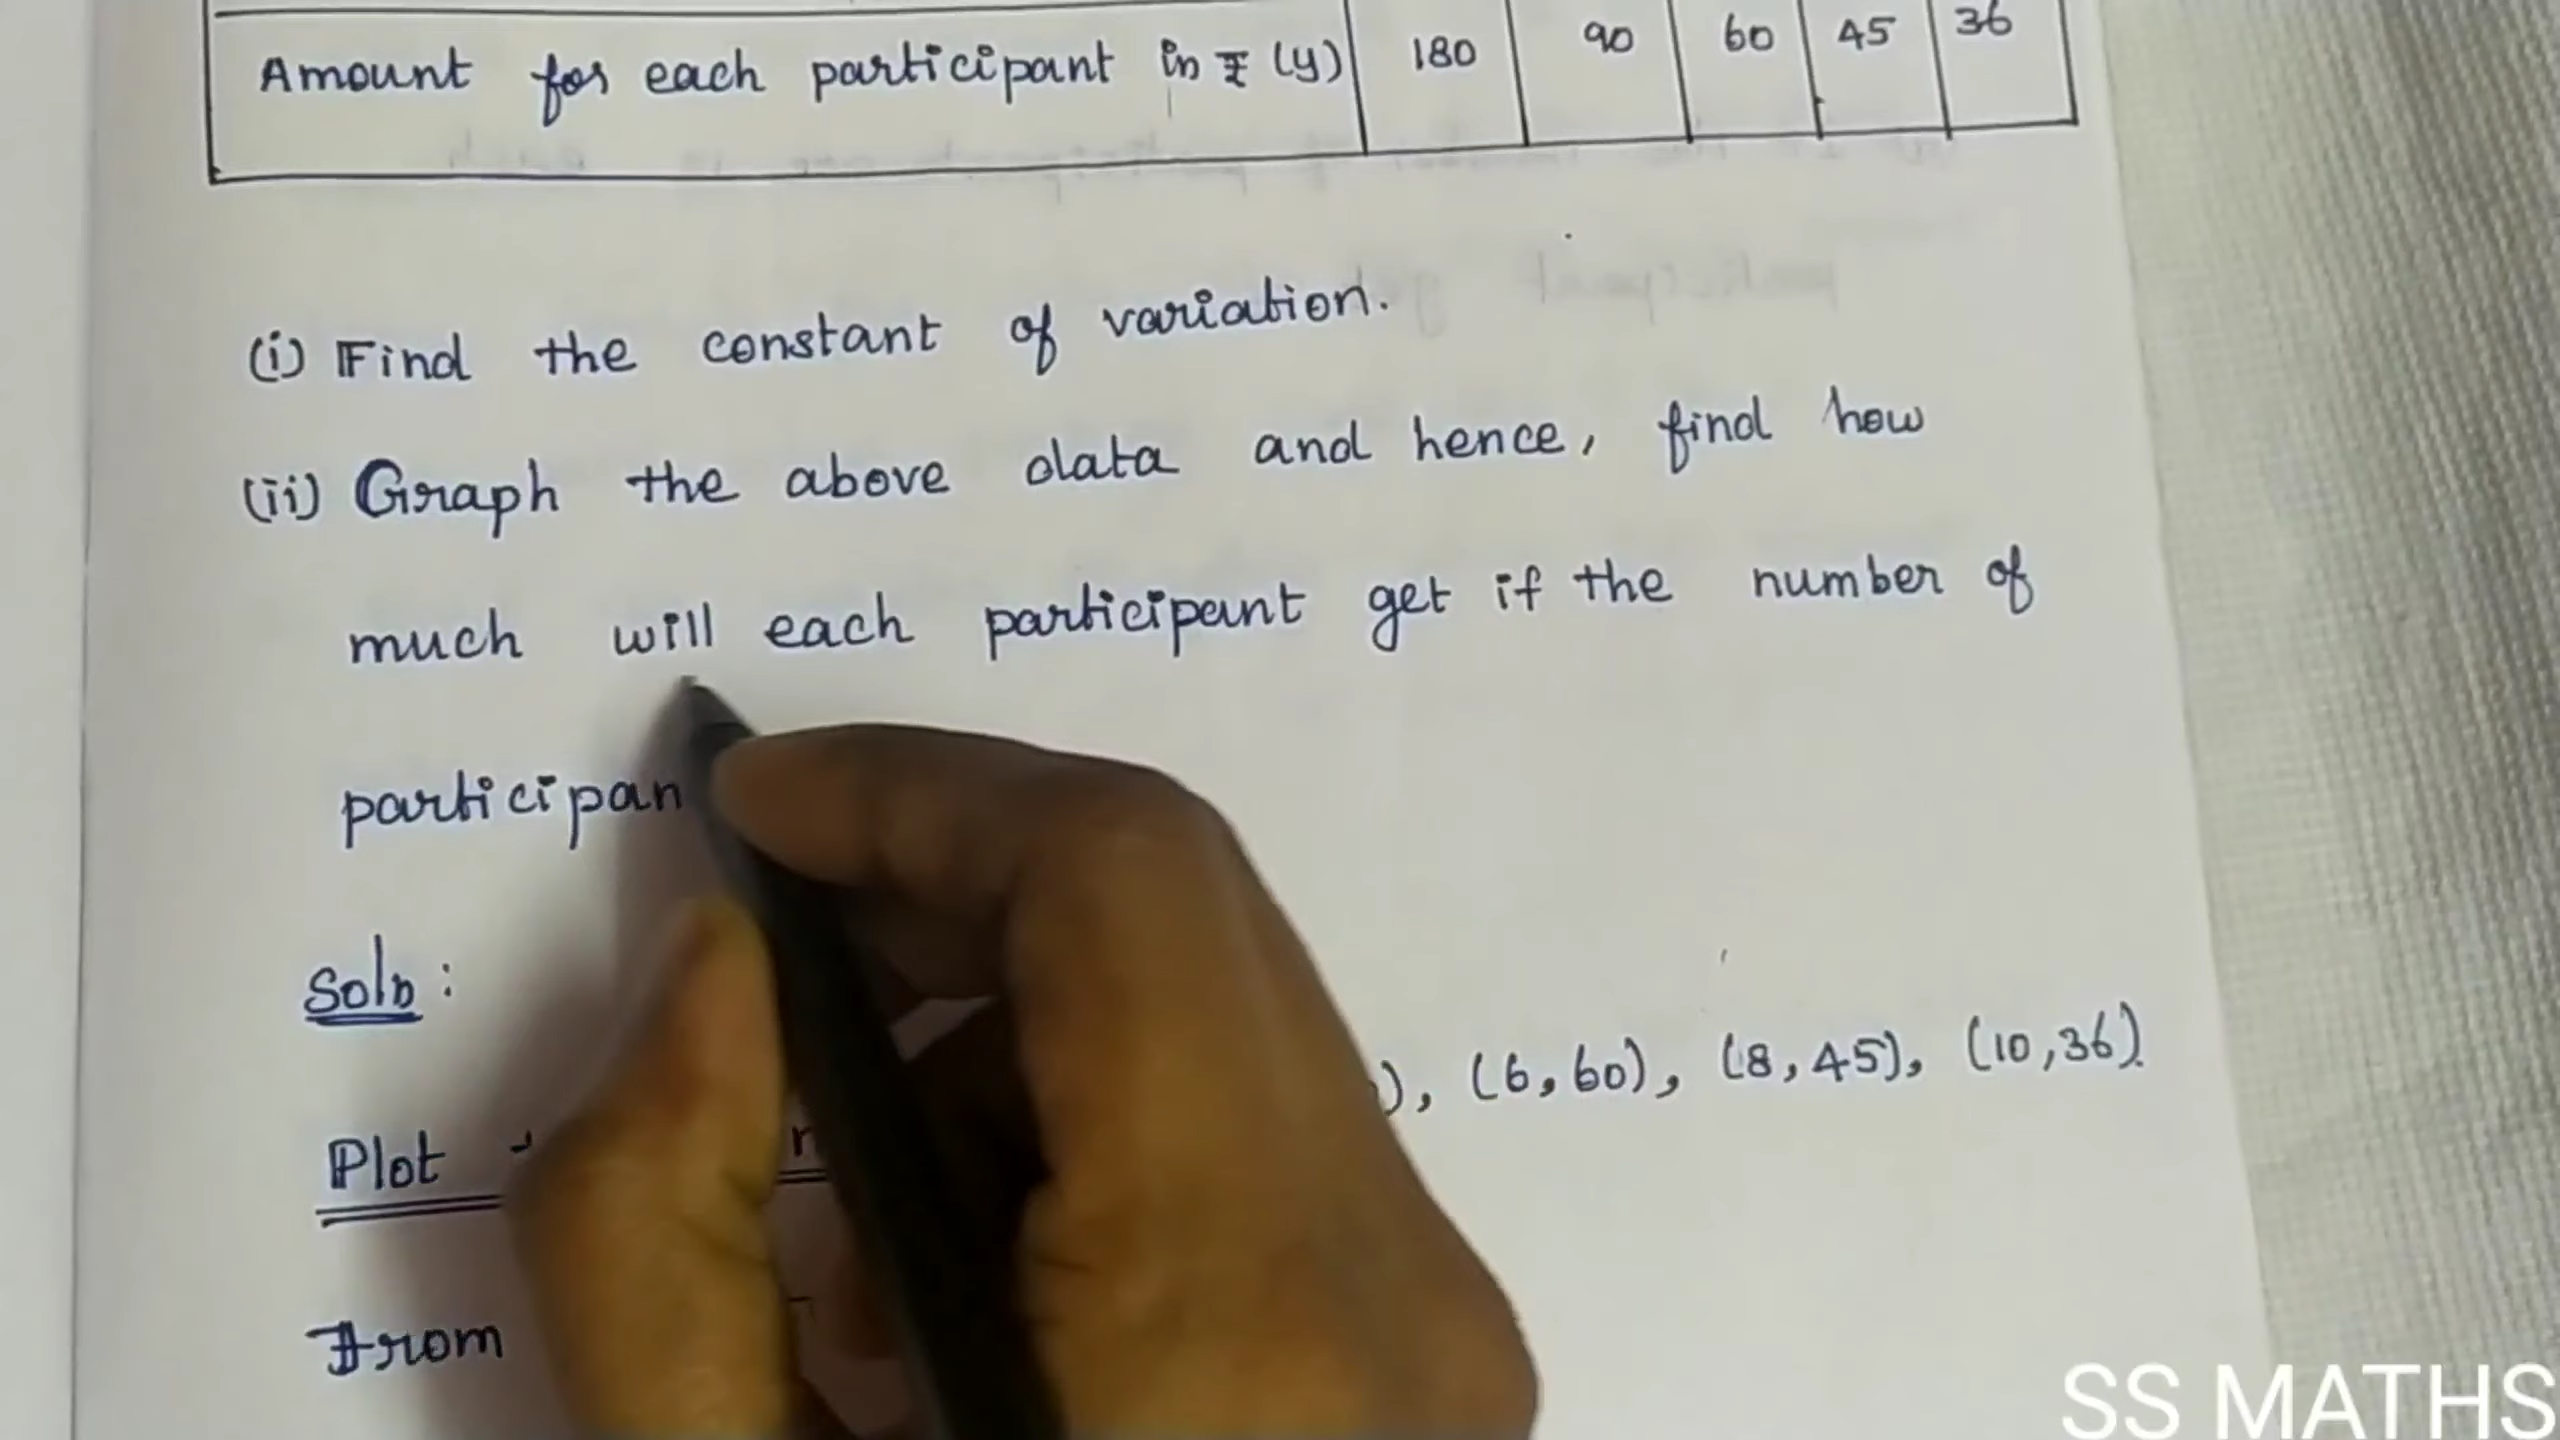 Amount for each participant in ₹ (y) 180 90 60 45 36
(i) Find the constant of variation.
(ii) Graph the above data and hence, find how
much will each participant get if the number of
participan
Soln :
), (6,60), (8,45), (10,36).
Plot
From
SS MATHS